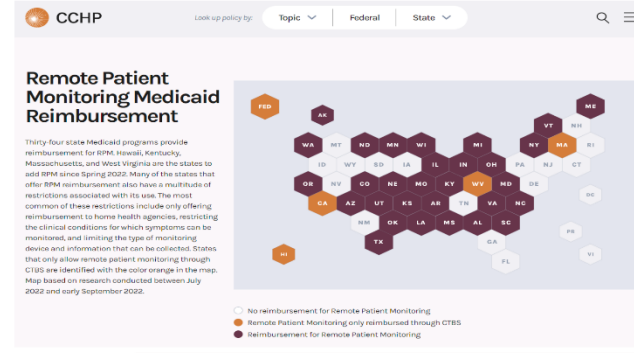 CCHP
Look up policy by: Topic Federal State
Remote Patient
Monitoring Medicaid
Reimbursement
Thirty-four state Medicaid programs provide
reimbursement for RPM. Hawaii, Kentucky,
Massachusetts, and West Virginia are the states to
add RPM since Spring 2022. Many of the states that
offer RPM reimbursement also have a multitude of
restrictions associated with its use. The most
common of these restrictions include only offering
reimbursement to home health agencies, restricting
the clinical conditions for which symptoms can be
monitored, and limiting the type of monitoring
device and information that can be collected. States
that only allow remote patient monitoring through
CTBS are identified with the color orange in the map.
Map based on research conducted between July
2022 and early September 2022.
FED ME
AK VT NH
WA MT ND MN WI MI NY MA RI
ID WY SD IA IL IN OH PA NJ CT
OR NV CO NE MO KY WV MD DE
CA AZ UT KS AR TN VA NC DC
NM OK LA MS AL SC PR
TX GA
HI FL VI
No reimbursement for Remote Patient Monitoring
Remote Patient Monitoring only reimbursed through CTBS
Reimbursement for Remote Patient Monitoring